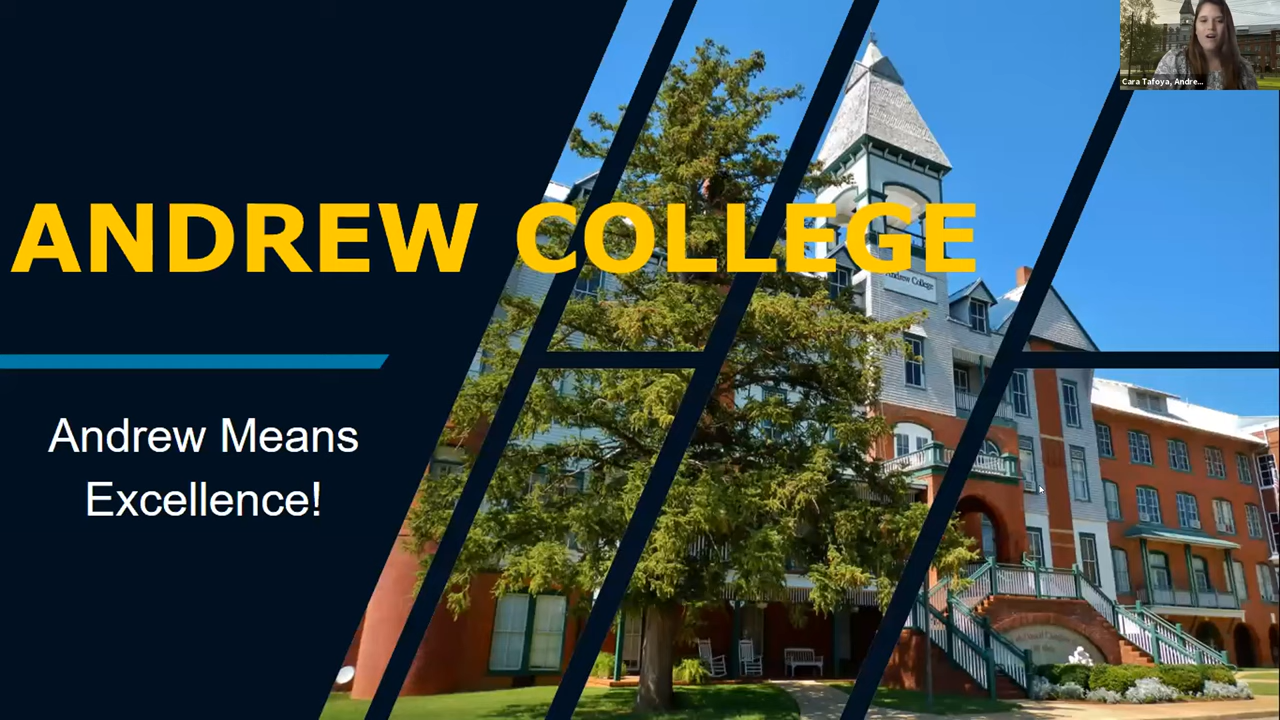 Cara Tafoya, Andre...
ANDREW COLLEGE
Andrew College
Andrew Means
Excellence!